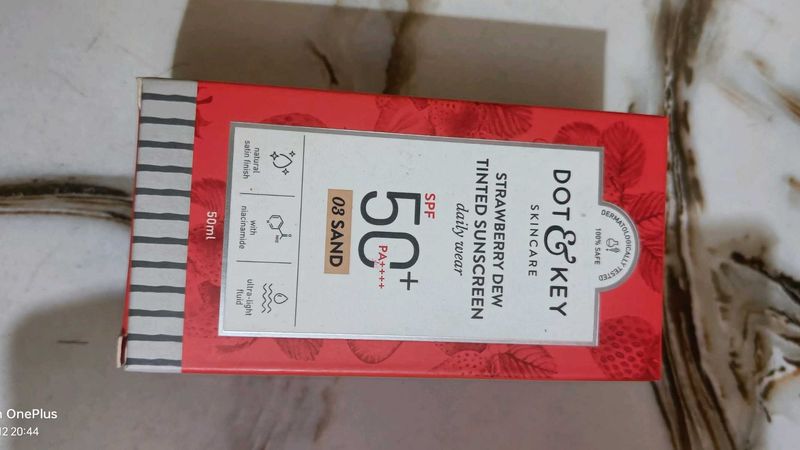 DERMATOLOGICALLY TESTED
100% SAFE
DOT & KEY
SKINCARE
STRAWBERRY DEW
TINTED SUNSCREEN
daily wear
SPF
50+
PA++++
03 SAND
natural
satin finish
with
niacinamide
ultra-light
fluid
50ml
OnePlus
20:44